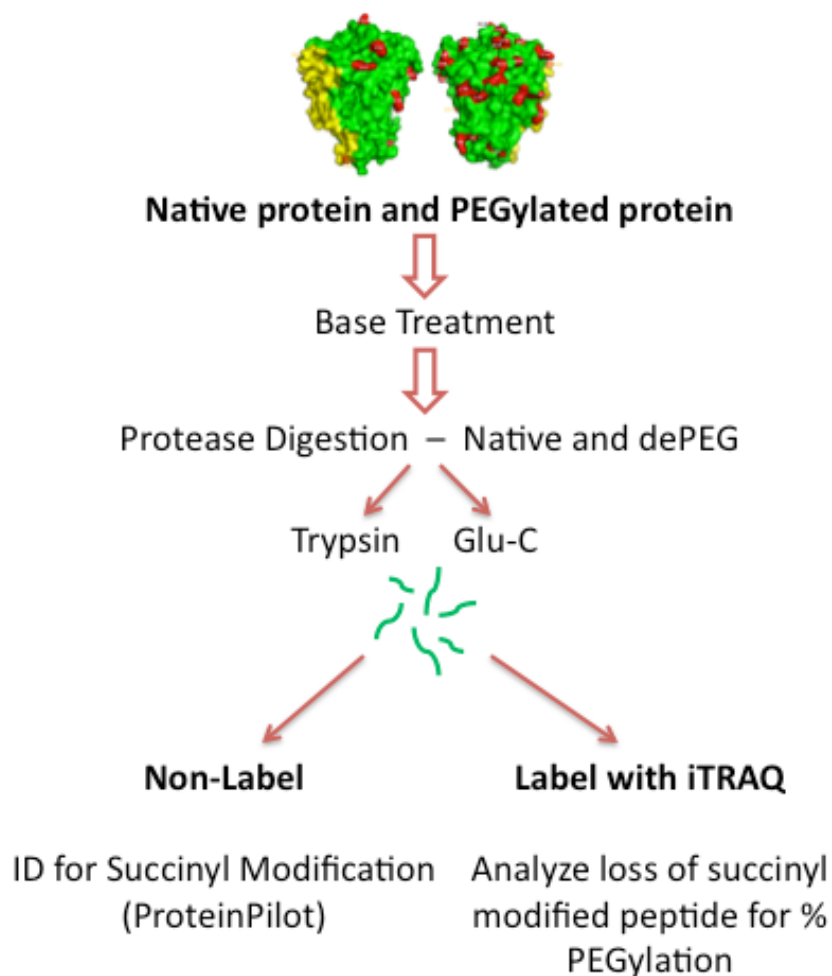 Native protein and PEGylated protein
Base Treatment
Protease Digestion – Native and dePEG
Trypsin Glu-C
Non-Label Label with iTRAQ
ID for Succinyl Modification
(ProteinPilot)
Analyze loss of succinyl
modified peptide for %
PEGylation